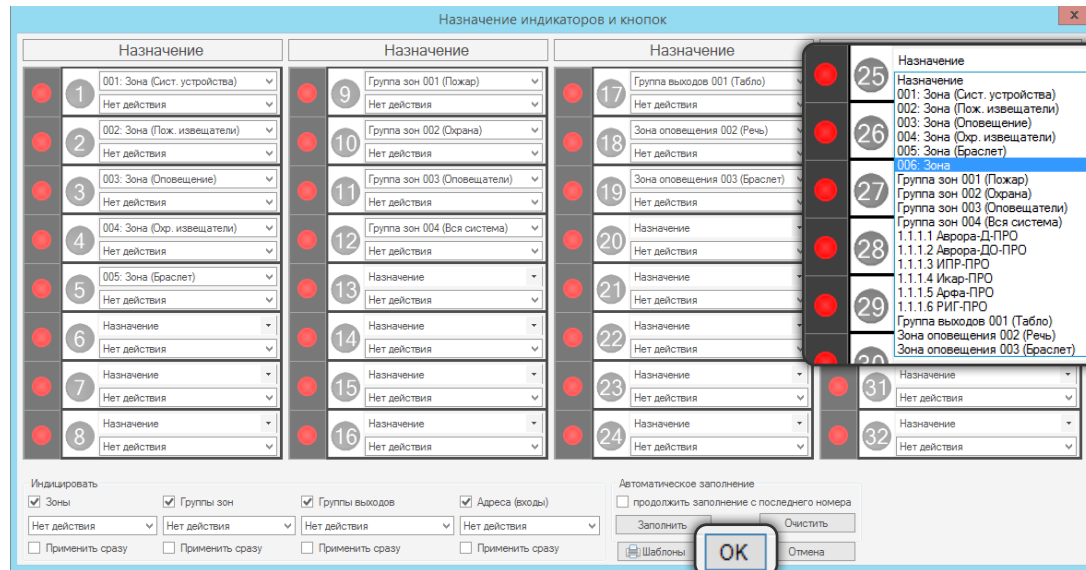 Назначение индикаторов и кнопок
x
Назначение
1
001: Зона (Сист. устройства)
Нет действия
2
002: Зона (Пож. извещатели)
Нет действия
3
003: Зона (Оповещение)
Нет действия
4
004: Зона (Охр. извещатели)
Нет действия
5
005: Зона (Браслет)
Нет действия
6
Назначение
Нет действия
7
Назначение
Нет действия
8
Назначение
Нет действия
Назначение
9
Группа зон 001 (Пожар)
Нет действия
10
Группа зон 002 (Охрана)
Нет действия
11
Группа зон 003 (Оповещатели)
Нет действия
12
Группа зон 004 (Вся система)
Нет действия
13
Назначение
Нет действия
14
Назначение
Нет действия
15
Назначение
Нет действия
16
Назначение
Нет действия
Назначение
17
Группа выходов 001 (Табло)
Нет действия
18
Зона оповещения 002 (Речь)
Нет действия
19
Зона оповещения 003 (Браслет)
Нет действия
20
Назначение
Нет действия
21
Назначение
Нет действия
22
Назначение
Нет действия
23
Назначение
Нет действия
24
Назначение
Нет действия
25
26
27
28
29
30
Назначение
Назначение
001: Зона (Сист. устройства)
002: Зона (Пож. извещатели)
003: Зона (Оповещение)
004: Зона (Охр. извещатели)
005: Зона (Браслет)
006: Зона
Группа зон 001 (Пожар)
Группа зон 002 (Охрана)
Группа зон 003 (Оповещатели)
Группа зон 004 (Вся система)
1.1.1.1 Аврора-Д-ПРО
1.1.1.2 Аврора-ДО-ПРО
1.1.1.3 ИПР-ПРО
1.1.1.4 Икар-ПРО
1.1.1.5 Арфа-ПРО
1.1.1.6 РИГ-ПРО
Группа выходов 001 (Табло)
Зона оповещения 002 (Речь)
Зона оповещения 003 (Браслет)
31
Назначение
Нет действия
32
Назначение
Нет действия
Индицировать
Зоны
Группы зон
Группы выходов
Адреса (входы)
Нет действия
Нет действия
Нет действия
Нет действия
Применить сразу
Применить сразу
Применить сразу
Применить сразу
Автоматическое заполнение
продолжить заполнение с последнего номера
Заполнить
Очистить
Шаблоны
OK
Отмена